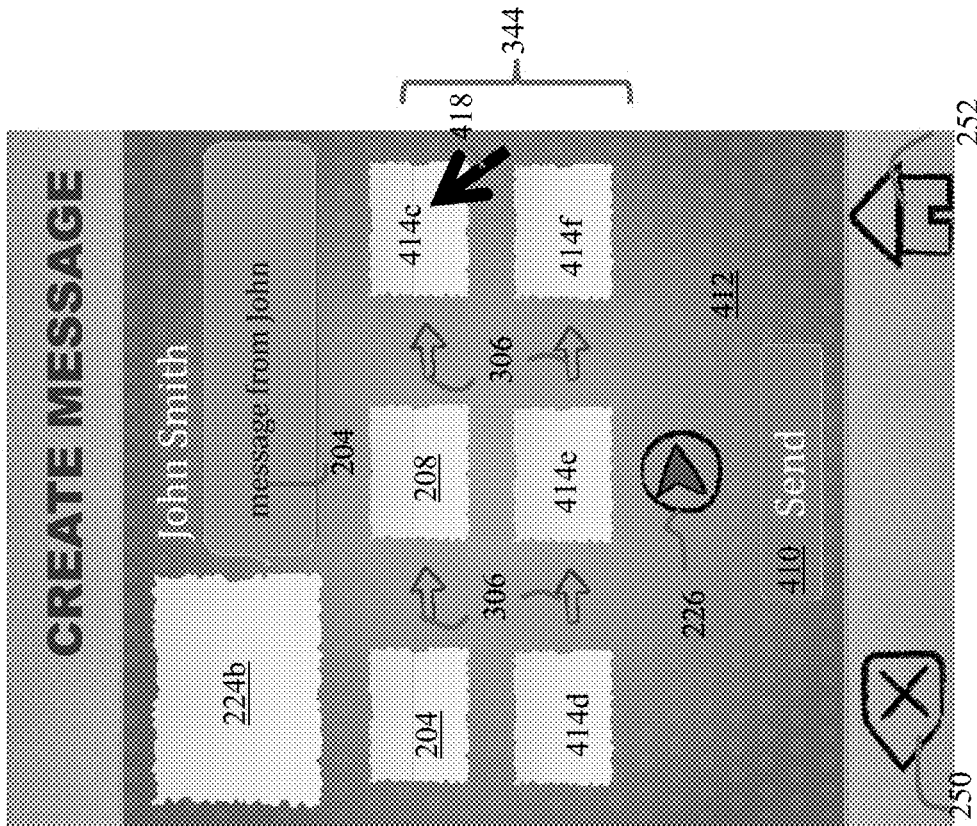 CREATE MESSAGE
224b
John Smith
message from John
204
204
208
414c
418
344
306
306
414d
414e
414f
226
412
410
Send
250
252